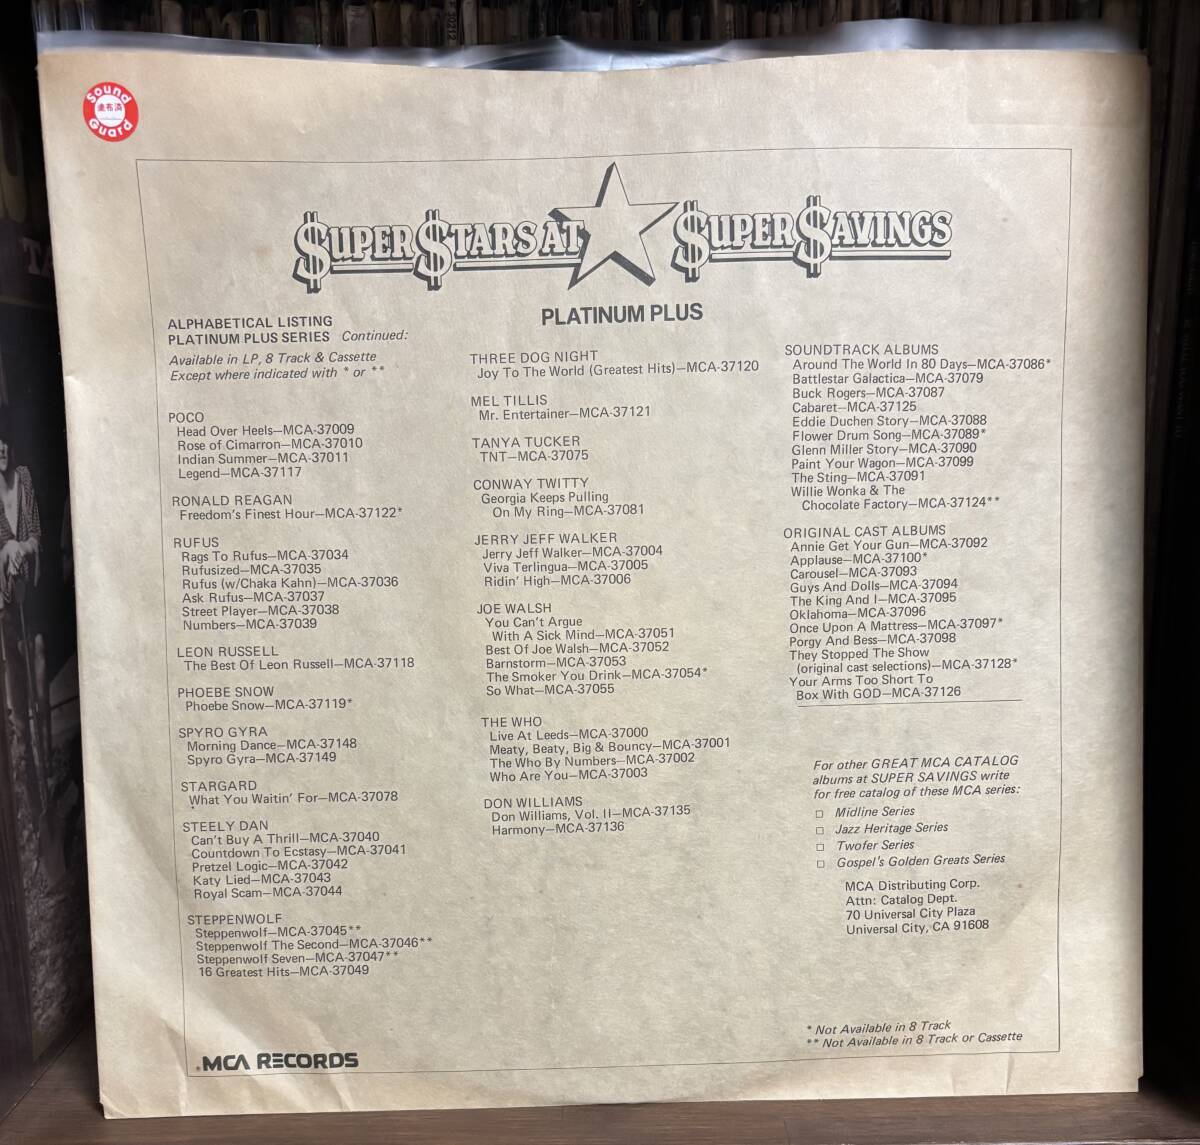 Sound
塗布済
Guard
$UPER $TARS AT $UPER $AVINGS
PLATINUM PLUS
ALPHABETICAL LISTING
PLATINUM PLUS SERIES Continued:
Available in LP, 8 Track & Cassette
Except where indicated with * or **
POCO
Head Over Heels—MCA-37009
Rose of Cimarron—MCA-37010
Indian Summer—MCA-37011
Legend—MCA-37117
RONALD REAGAN
Freedom's Finest Hour—MCA-37122*
RUFUS
Rags To Rufus—MCA-37034
Rufusized—MCA-37035
Rufus (w/Chaka Kahn)—MCA-37036
Ask Rufus—MCA-37037
Street Player—MCA-37038
Numbers—MCA-37039
LEON RUSSELL
The Best Of Leon Russell—MCA-37118
PHOEBE SNOW
Phoebe Snow—MCA-37119*
SPYRO GYRA
Morning Dance—MCA-37148
Spyro Gyra—MCA-37149
STARGARD
What You Waitin' For—MCA-37078
STEELY DAN
Can't Buy A Thrill—MCA-37040
Countdown To Ecstasy—MCA-37041
Pretzel Logic—MCA-37042
Katy Lied—MCA-37043
Royal Scam—MCA-37044
STEPPENWOLF
Steppenwolf—MCA-37045**
Steppenwolf The Second—MCA-37046**
Steppenwolf Seven—MCA-37047**
16 Greatest Hits—MCA-37049
THREE DOG NIGHT
Joy To The World (Greatest Hits)—MCA-37120
MEL TILLIS
Mr. Entertainer—MCA-37121
TANYA TUCKER
TNT—MCA-37075
CONWAY TWITTY
Georgia Keeps Pulling
On My Ring—MCA-37081
JERRY JEFF WALKER
Jerry Jeff Walker—MCA-37004
Viva Terlingua—MCA-37005
Ridin' High—MCA-37006
JOE WALSH
You Can't Argue
With A Sick Mind—MCA-37051
Best Of Joe Walsh—MCA-37052
Barnstorm—MCA-37053
The Smoker You Drink—MCA-37054*
So What—MCA-37055
THE WHO
Live At Leeds—MCA-37000
Meaty, Beaty, Big & Bouncy—MCA-37001
The Who By Numbers—MCA-37002
Who Are You—MCA-37003
DON WILLIAMS
Don Williams, Vol. II—MCA-37135
Harmony—MCA-37136
SOUNDTRACK ALBUMS
Around The World In 80 Days—MCA-37086*
Battlestar Galactica—MCA-37079
Buck Rogers—MCA-37087
Cabaret—MCA-37125
Eddie Duchen Story—MCA-37088
Flower Drum Song—MCA-37089*
Glenn Miller Story—MCA-37090
Paint Your Wagon—MCA-37099
The Sting—MCA-37091
Willie Wonka & The
Chocolate Factory—MCA-37124**
ORIGINAL CAST ALBUMS
Annie Get Your Gun—MCA-37092
Applause—MCA-37100*
Carousel—MCA-37093
Guys And Dolls—MCA-37094
The King And I—MCA-37095
Oklahoma—MCA-37096
Once Upon A Mattress—MCA-37097*
Porgy And Bess—MCA-37098
They Stopped The Show
(original cast selections)—MCA-37128*
Your Arms Too Short To
Box With GOD—MCA-37126
For other GREAT MCA CATALOG
albums at SUPER SAVINGS write
for free catalog of these MCA series:
□ Midline Series
□ Jazz Heritage Series
□ Twofer Series
□ Gospel's Golden Greats Series
MCA Distributing Corp.
Attn: Catalog Dept.
70 Universal City Plaza
Universal City, CA 91608
* Not Available in 8 Track
** Not Available in 8 Track or Cassette
MCA RECORDS